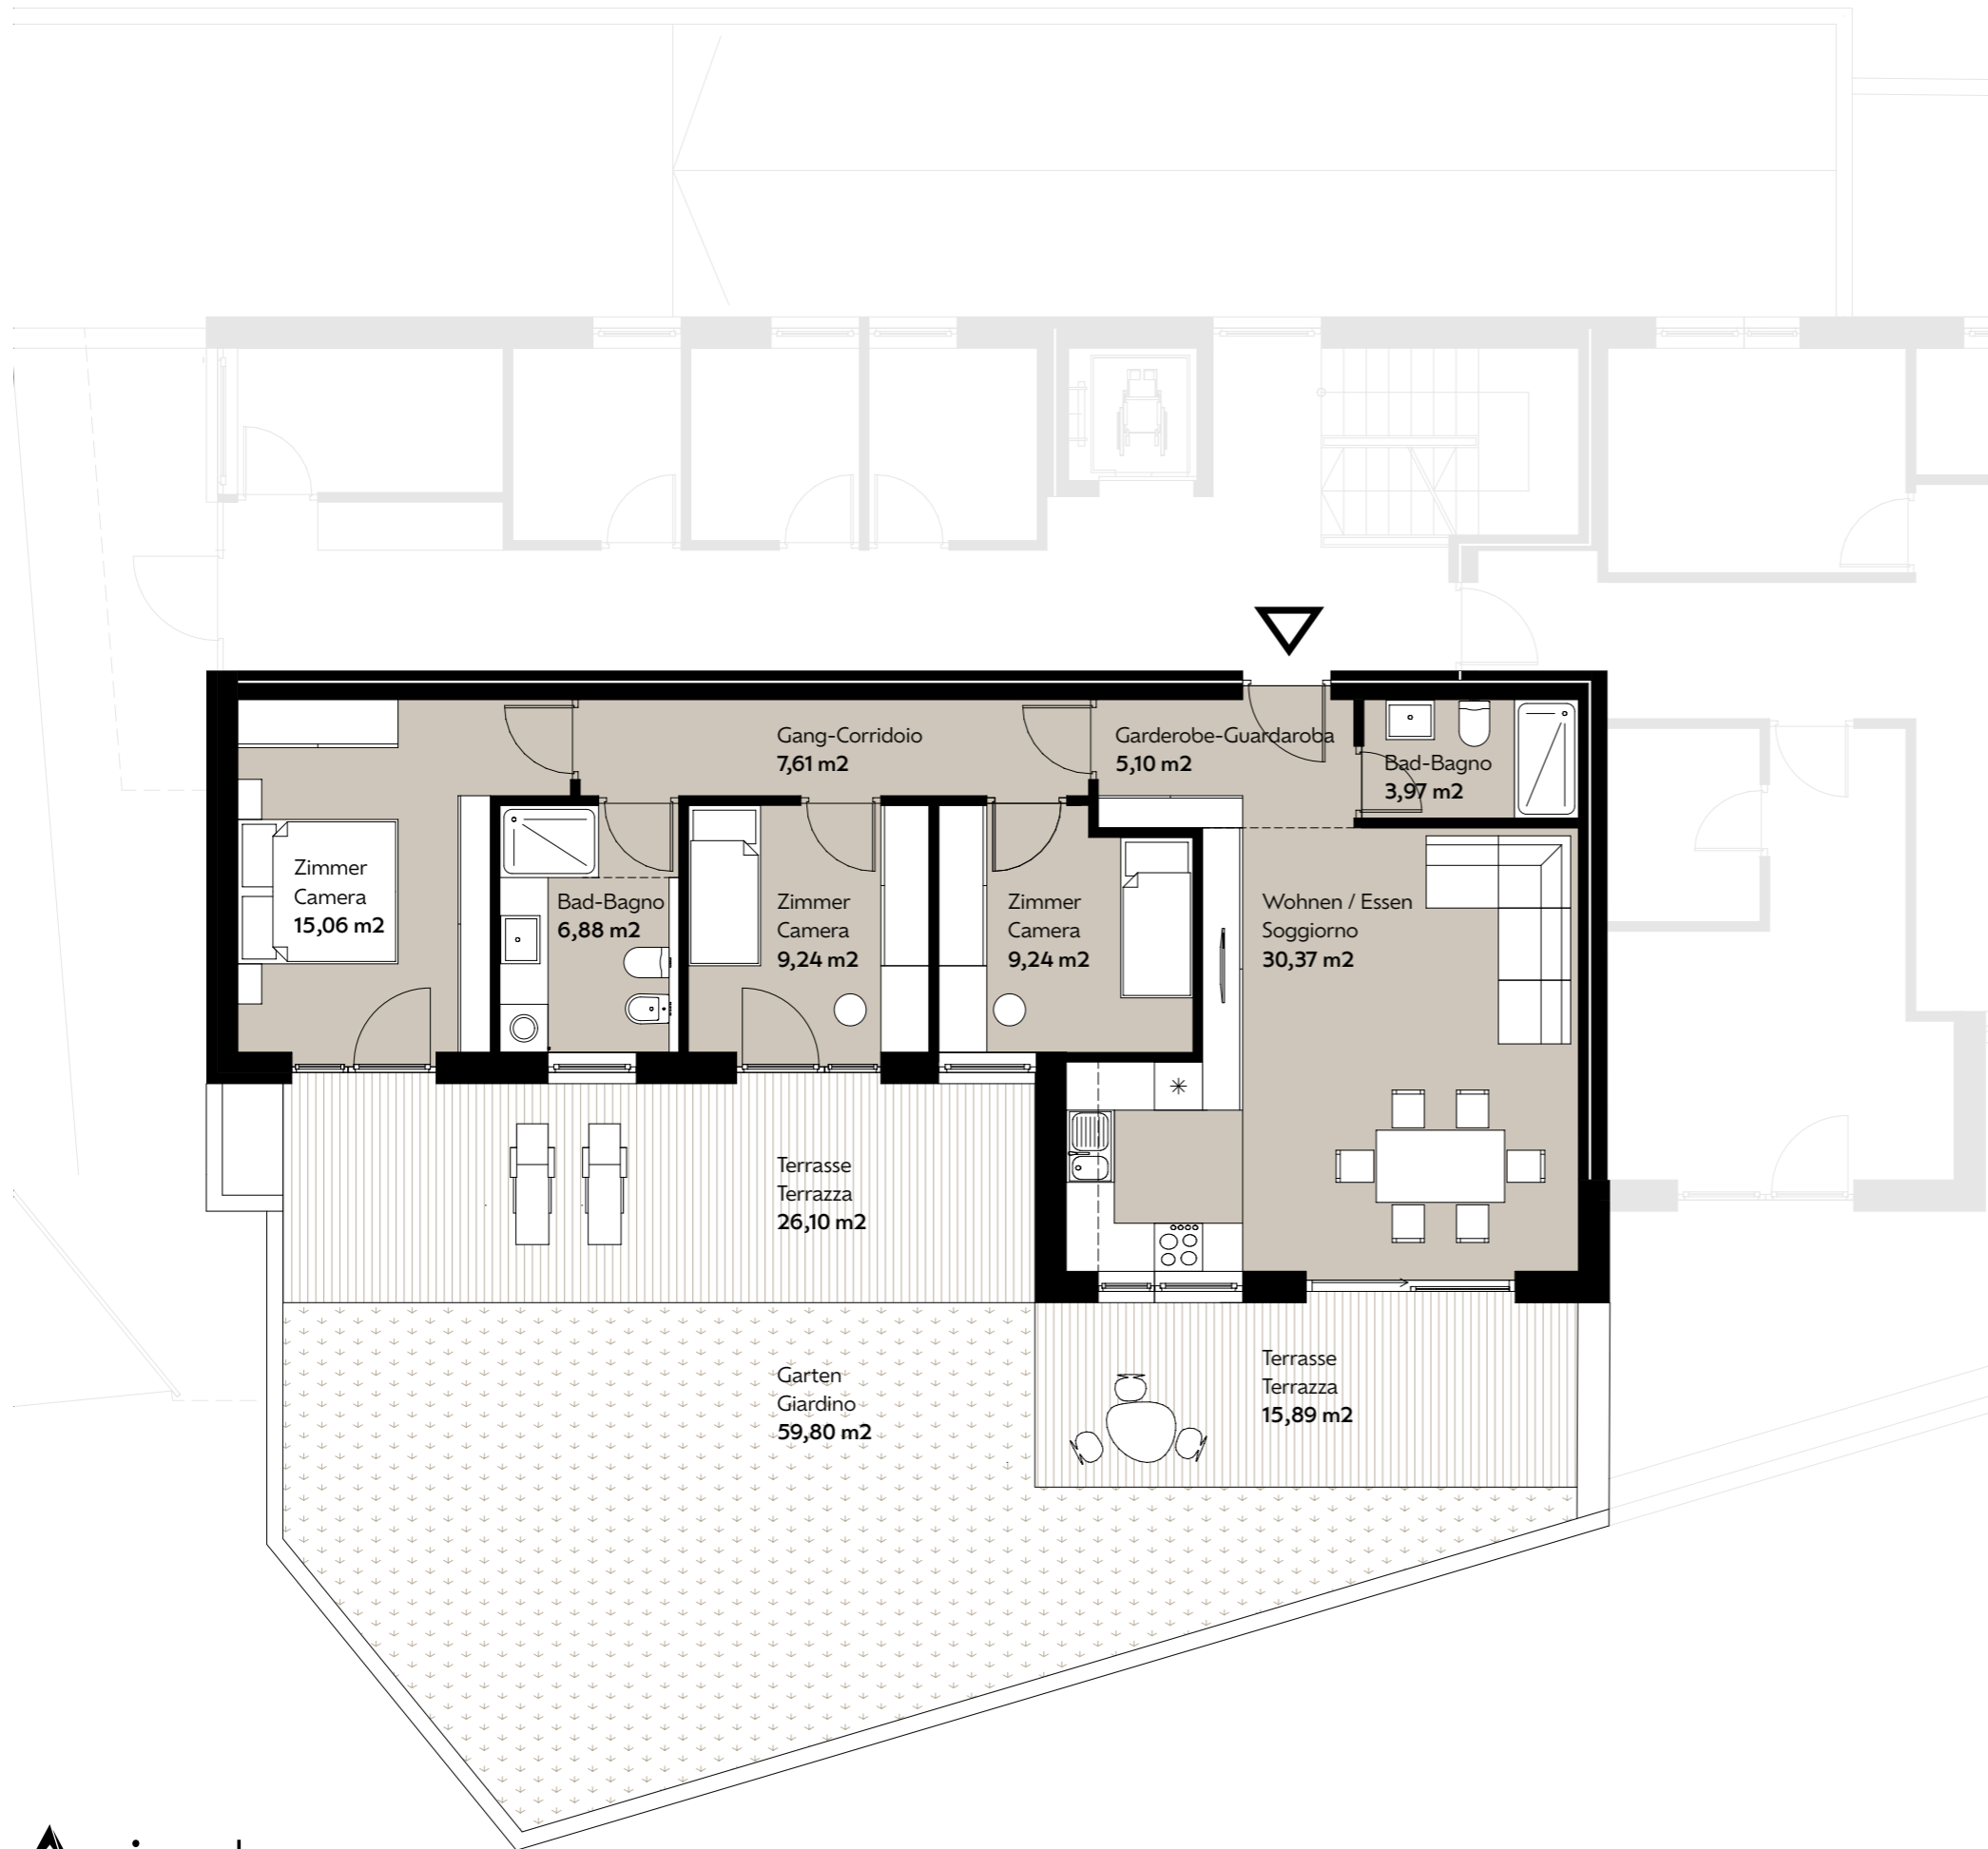 Gang-Corridoio
7,61 m2
Garderobe-Guardaroba
5,10 m2
Bad-Bagno
3,97 m2
Zimmer
Camera
15,06 m2
Bad-Bagno
6,88 m2
Zimmer
Camera
9,24 m2
Zimmer
Camera
9,24 m2
Wohnen / Essen
Soggiorno
30,37 m2
Terrasse
Terrazza
26,10 m2
Garten
Giardino
59,80 m2
Terrasse
Terrazza
15,89 m2